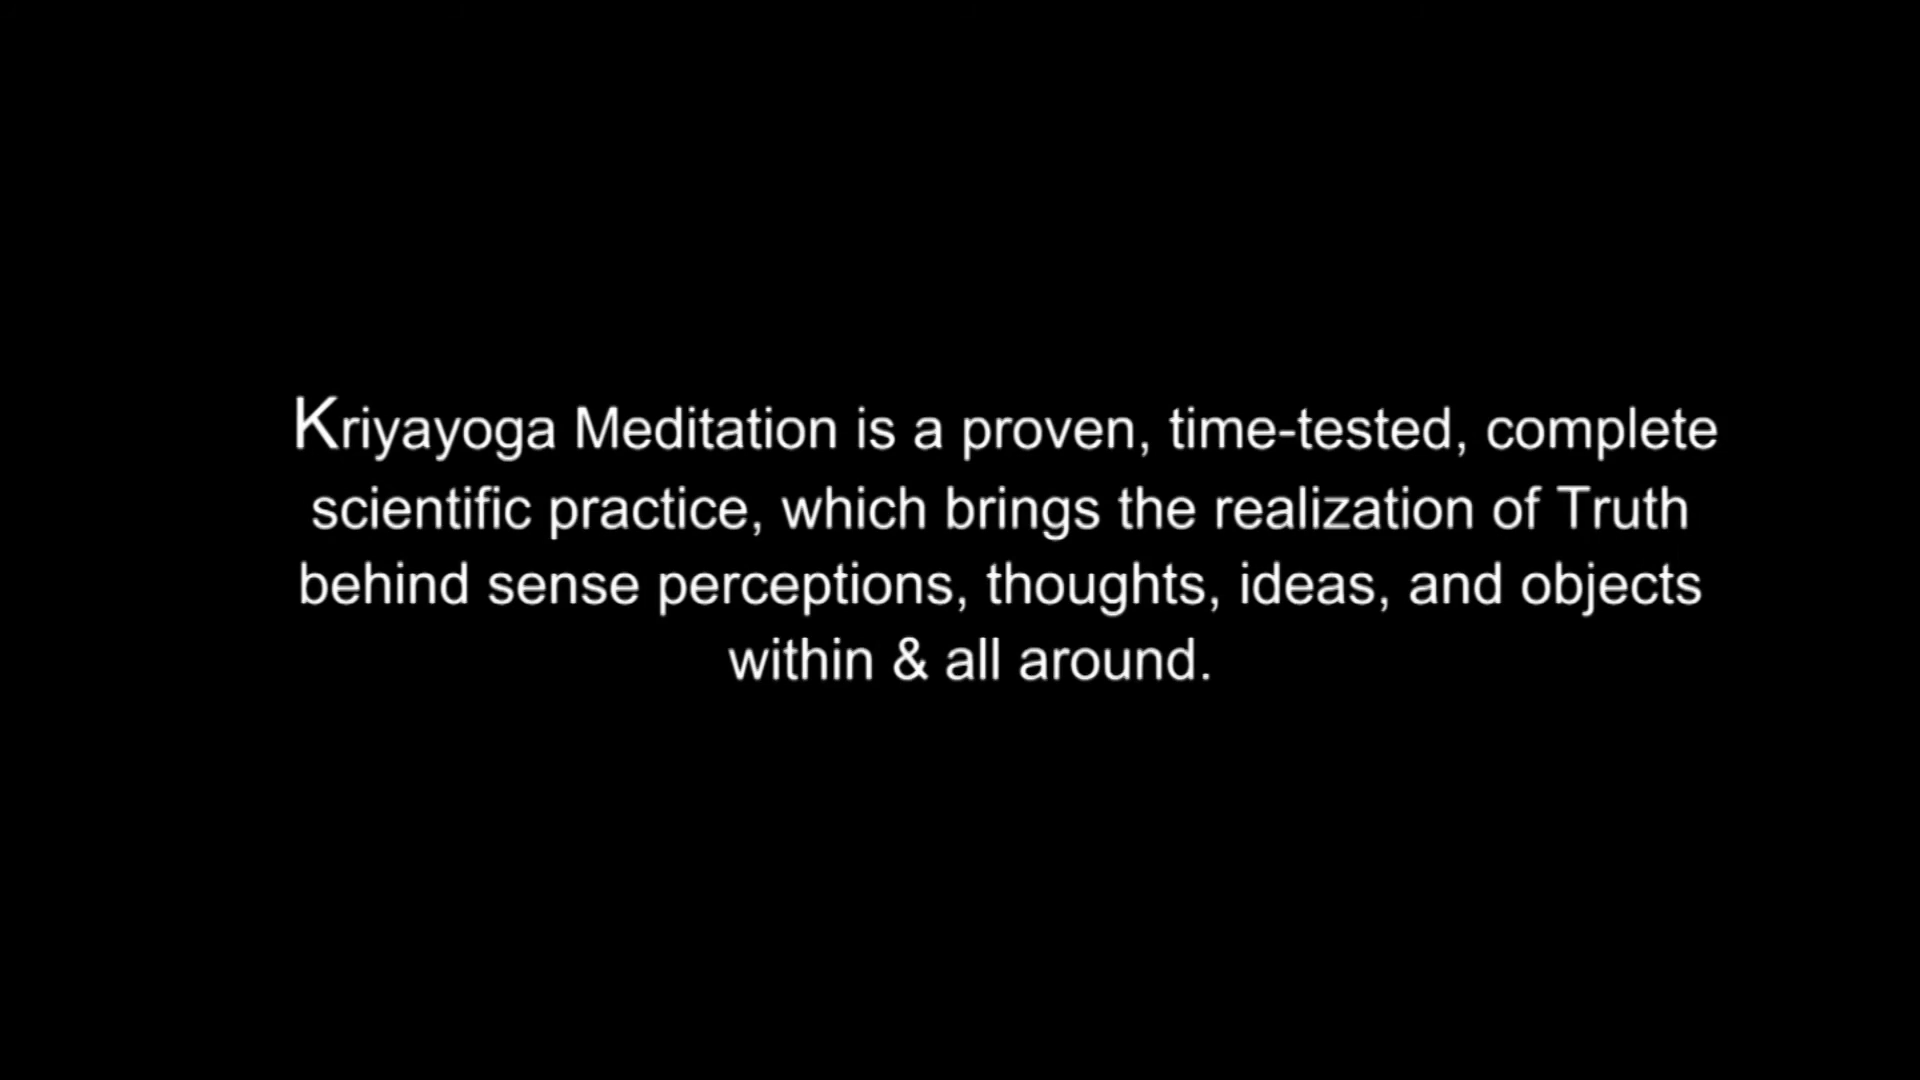 Kriyayoga Meditation is a proven, time-tested, complete
scientific practice, which brings the realization of Truth
behind sense perceptions, thoughts, ideas, and objects
within & all around.